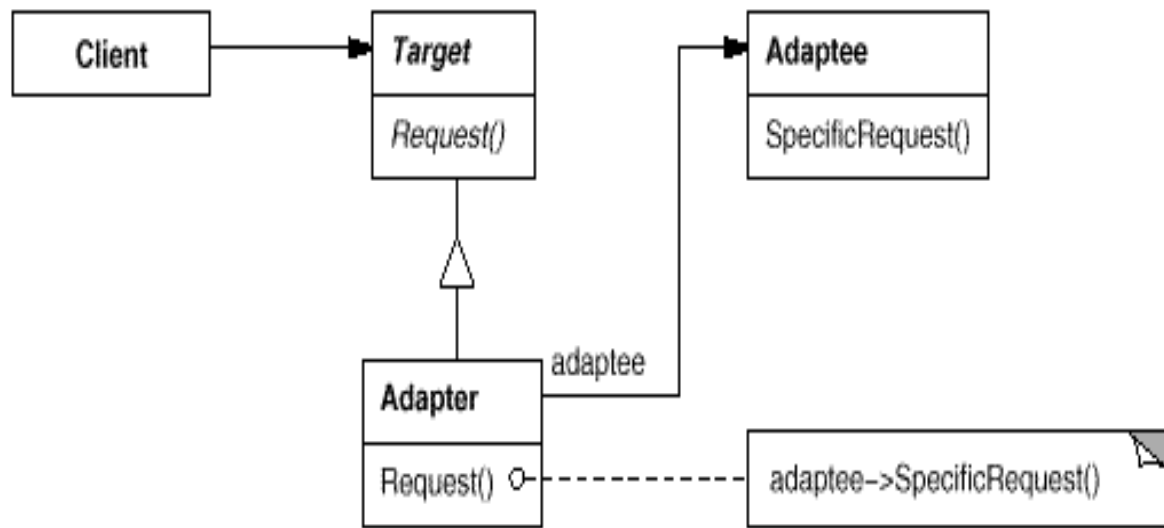 Client
Target
Request()
Adaptee
SpecificRequest()
adaptee
Adapter
Request()
adaptee->SpecificRequest()